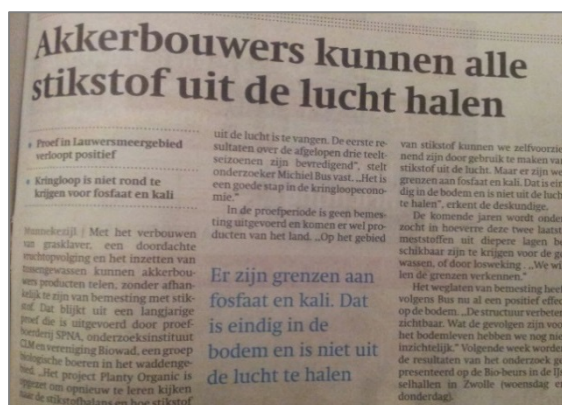 Akkerbouwers kunnen alle
stikstof uit de lucht halen
Proef in Lauwersmeergebied
verloopt positief
Kringloop is niet rond te
krijgen voor fosfaat en kali
Munnekezijl | Met het verbouwen
van grasklaver, een doordachte
vruchtopvolging en het inzetten van
tussengewassen kunnen akkerbou-
wers producten telen, zonder afhan-
kelijk te zijn van bemesting met stik-
stof. Dat blijkt uit een langjarige
proef die is uitgevoerd door proef-
boerderij SPNA, onderzoeksinstituut
CLM en vereniging Biowad, een groep
biologische boeren in het waddenge-
bied. „Het project Planty Organic is
opgezet om opnieuw te leren kijken
naar de stikstofbalans en hoe stikstof
uit de lucht is te vangen. De eerste re-
sultaten over de afgelopen drie teelt-
seizoenen zijn bevredigend", stelt
onderzoeker Michiel Bus vast. „Het is
een goede stap in de kringloopecono-
mie."
In de proefperiode is geen bemes-
ting uitgevoerd en komen er wel pro-
ducten van het land. „Op het gebied
Er zijn grenzen aan
fosfaat en kali. Dat
is eindig in de
bodem en is niet uit
de lucht te halen
van stikstof kunnen we zelfvoorzie-
nend zijn door gebruik te maken van
stikstof uit de lucht. Maar er zijn we
grenzen aan fosfaat en kali. Dat is ein
dig in de bodem en is niet uit de luch
te halen", erkent de deskundige.
De komende jaren wordt onder
zocht in hoeverre deze twee laatst
meststoffen uit diepere lagen be
schikbaar zijn te krijgen voor de ge
wassen, of door loswoking. „We wi
len de grenzen verkennen."
Het weglaten van bemesting heef
volgens Bus nu al een positief effe
op de bodem. „De structuur verbeter
zichtbaar. Wat de gevolgen zijn voo
het bodemleven hebben we nog nie
inzichtelijk." Volgende week worde
de resultaten van het onderzoek ge
presenteerd op de Bio-beurs in de IJs
selhallen in Zwolle (woensdag e
donderdag).